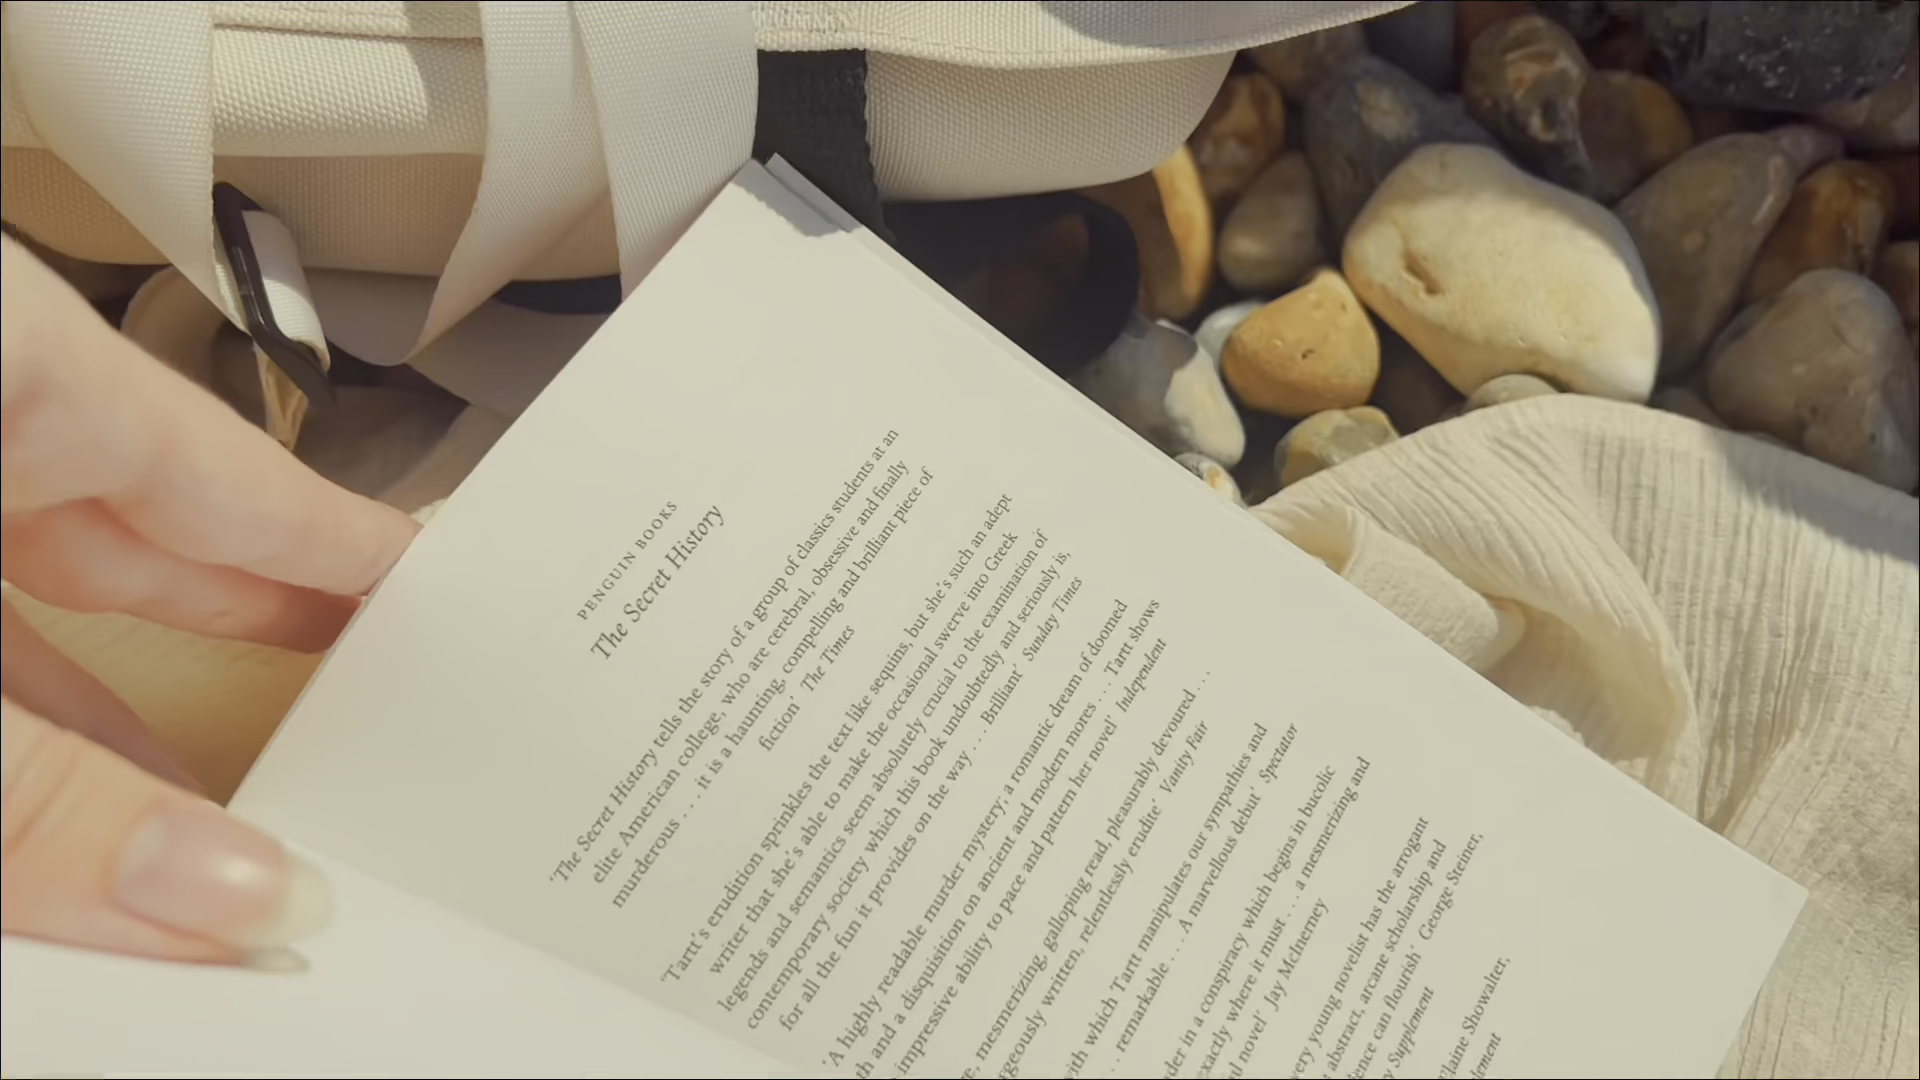 PENGUIN BOOKS
The Secret History
'The Secret History tells the story of a group of classics students at an
elite American college, who are cerebral, obsessive and finally
murderous . . . it is a haunting, compelling and brilliant piece of
fiction' The Times
'Tartt's erudition sprinkles the text like sequins, but she's such an adept
writer that she's able to make the occasional swerve into Greek
legends and semantics seem absolutely crucial to the examination of
contemporary society which this book undoubtedly and seriously is,
for all the fun it provides on the way . . . Brilliant' Sunday Times
'A highly readable murder mystery; a romantic dream of doomed
th and a disquisition on ancient and modern mores . . . Tartt shows
impressive ability to pace and pattern her novel' Independent
mesmerizing, galloping read, pleasurably devoured . . .
geously written, relentlessly erudite' Vanity Fair
ith which Tartt manipulates our sympathies and
. . . remarkable . . . A marvellous debut' Spectator
der in a conspiracy which begins in bucolic
exactly where it must . . . a mesmerizing and
novel' Jay McInerney
very young novelist has the arrogant
abstract, arcane scholarship and
ience can flourish' George Steiner,
Supplement
laine Showalter,
lement